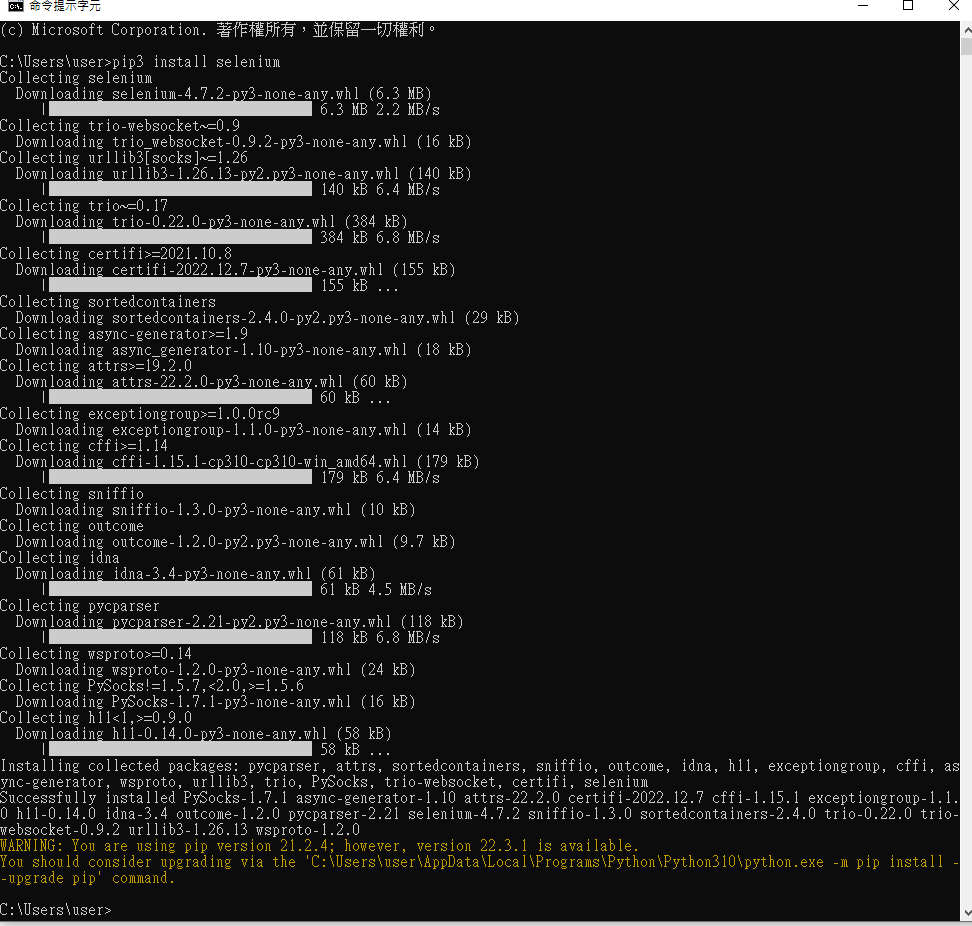 命令提示字元
(c) Microsoft Corporation. 著作權所有，並保留一切權利。
C:\Users\user>pip3 install selenium
Collecting selenium
Downloading selenium-4.7.2-py3-none-any.whl (6.3 MB)
| 6.3 MB 2.2 MB/s
Collecting trio-websocket~=0.9
Downloading trio_websocket-0.9.2-py3-none-any.whl (16 kB)
Collecting urllib3[socks]~=1.26
Downloading urllib3-1.26.13-py2.py3-none-any.whl (140 kB)
| 140 kB 6.4 MB/s
Collecting trio~=0.17
Downloading trio-0.22.0-py3-none-any.whl (384 kB)
| 384 kB 6.8 MB/s
Collecting certifi>=2021.10.8
Downloading certifi-2022.12.7-py3-none-any.whl (155 kB)
| 155 kB ...
Collecting sortedcontainers
Downloading sortedcontainers-2.4.0-py2.py3-none-any.whl (29 kB)
Collecting async-generator>=1.9
Downloading async_generator-1.10-py3-none-any.whl (18 kB)
Collecting attrs>=19.2.0
Downloading attrs-22.2.0-py3-none-any.whl (60 kB)
| 60 kB ...
Collecting exceptiongroup>=1.0.0rc9
Downloading exceptiongroup-1.1.0-py3-none-any.whl (14 kB)
Collecting cffi>=1.14
Downloading cffi-1.15.1-cp310-cp310-win_amd64.whl (179 kB)
| 179 kB 6.4 MB/s
Collecting sniffio
Downloading sniffio-1.3.0-py3-none-any.whl (10 kB)
Collecting outcome
Downloading outcome-1.2.0-py2.py3-none-any.whl (9.7 kB)
Collecting idna
Downloading idna-3.4-py3-none-any.whl (61 kB)
| 61 kB 4.5 MB/s
Collecting pycparser
Downloading pycparser-2.21-py2.py3-none-any.whl (118 kB)
| 118 kB 6.8 MB/s
Collecting wsproto>=0.14
Downloading wsproto-1.2.0-py3-none-any.whl (24 kB)
Collecting PySocks!=1.5.7,<2.0,>=1.5.6
Downloading PySocks-1.7.1-py3-none-any.whl (16 kB)
Collecting h11<1,>=0.9.0
Downloading h11-0.14.0-py3-none-any.whl (58 kB)
| 58 kB ...
Installing collected packages: pycparser, attrs, sortedcontainers, sniffio, outcome, idna, h11, exceptiongroup, cffi, as
ync-generator, wsproto, urllib3, trio, PySocks, trio-websocket, certifi, selenium
Successfully installed PySocks-1.7.1 async-generator-1.10 attrs-22.2.0 certifi-2022.12.7 cffi-1.15.1 exceptiongroup-1.1.
0 h11-0.14.0 idna-3.4 outcome-1.2.0 pycparser-2.21 selenium-4.7.2 sniffio-1.3.0 sortedcontainers-2.4.0 trio-0.22.0 trio-
websocket-0.9.2 urllib3-1.26.13 wsproto-1.2.0
WARNING: You are using pip version 21.2.4; however, version 22.3.1 is available.
You should consider upgrading via the 'C:\Users\user\AppData\Local\Programs\Python\Python310\python.exe -m pip install -
-upgrade pip' command.
C:\Users\user>